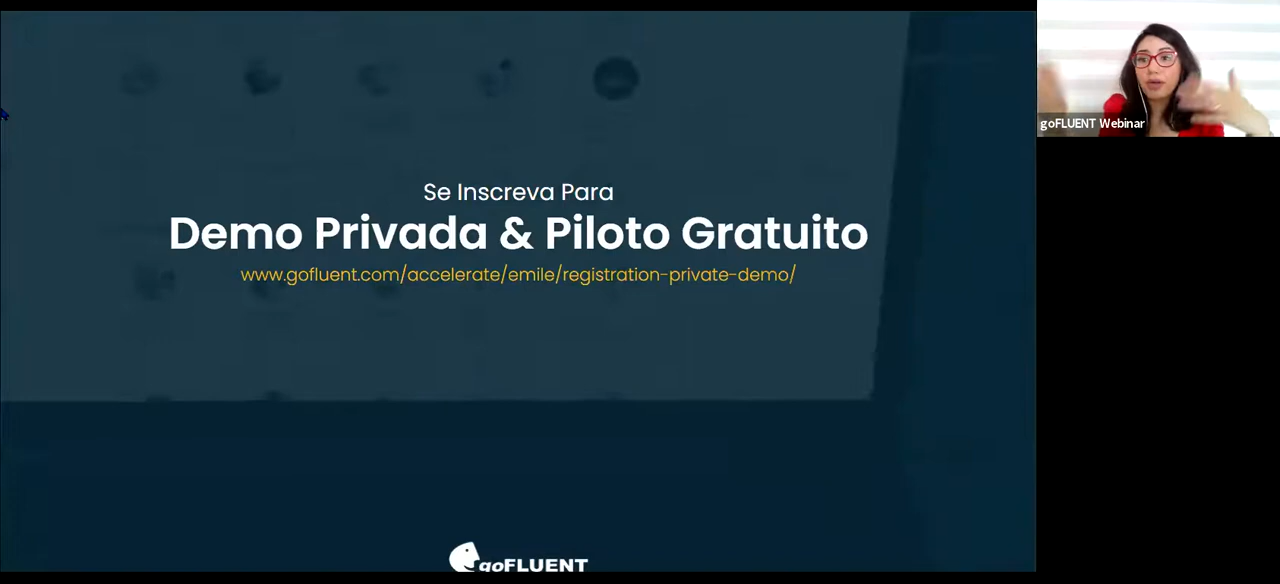 Se Inscreva Para
Demo Privada & Piloto Gratuito
www.gofluent.com/accelerate/emile/registration-private-demo/
goFLUENT
goFLUENT Webinar